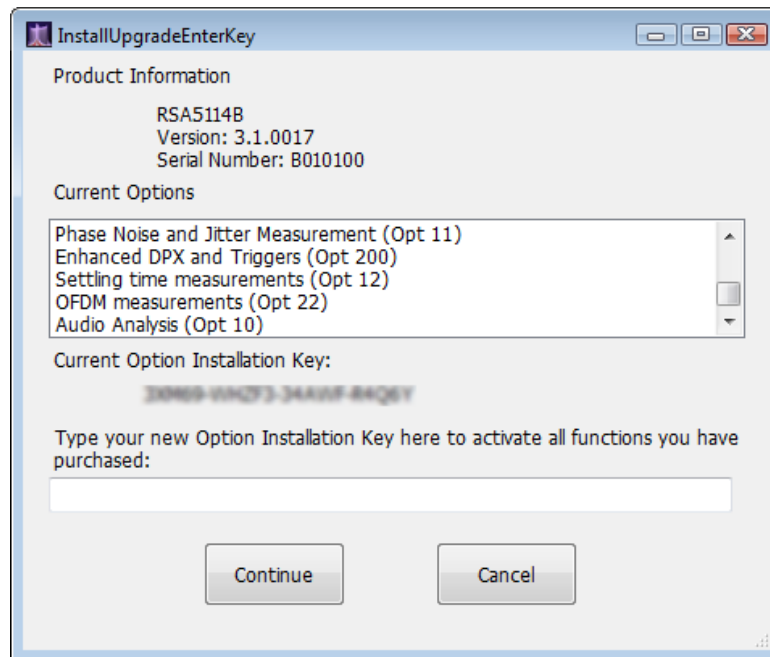 InstallUpgradeEnterKey
Product Information
RSA5114B
Version: 3.1.0017
Serial Number: B010100
Current Options
Phase Noise and Jitter Measurement (Opt 11)
Enhanced DPX and Triggers (Opt 200)
Settling time measurements (Opt 12)
OFDM measurements (Opt 22)
Audio Analysis (Opt 10)
Current Option Installation Key:
Type your new Option Installation Key here to activate all functions you have
purchased:
Continue
Cancel